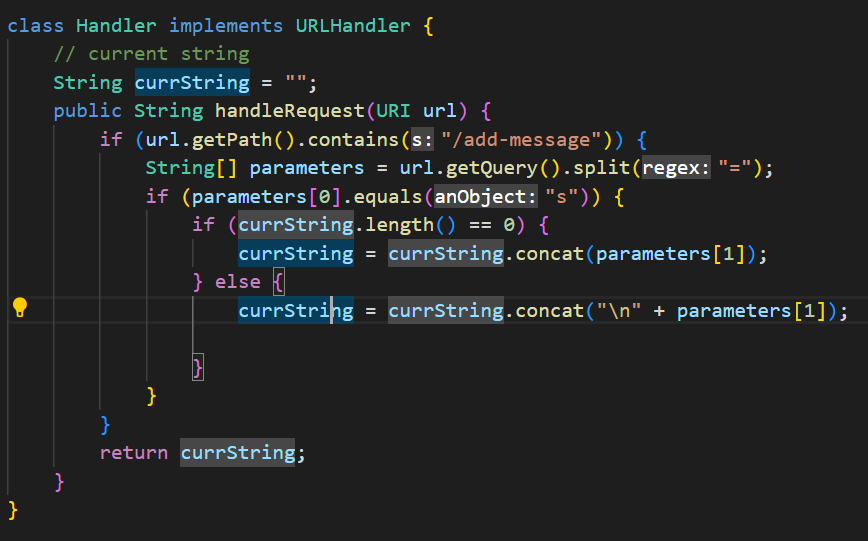 class Handler implements URLHandler {
    // current string
    String currString = "";
    public String handleRequest(URI url) {
        if (url.getPath().contains(s: "/add-message")) {
            String[] parameters = url.getQuery().split(regex: "=");
            if (parameters[0].equals(anObject: "s")) {
                if (currString.length() == 0) {
                    currString = currString.concat(parameters[1]);
                } else {
                    currString = currString.concat("\n" + parameters[1]);
                }
            }
        }
        return currString;
    }
}